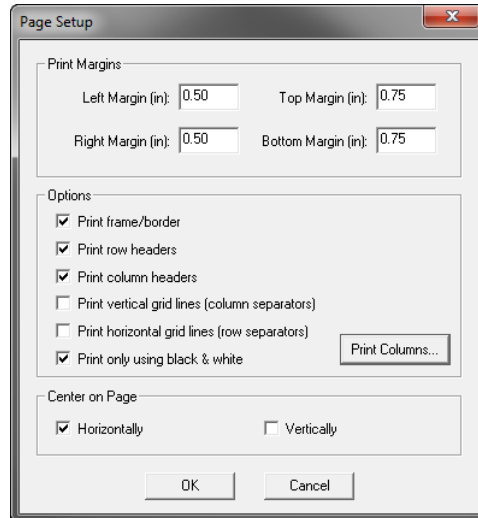 Page Setup
Print Margins
Left Margin (in): 0.50 Top Margin (in): 0.75
Right Margin (in): 0.50 Bottom Margin (in): 0.75
Options
Print frame/border
Print row headers
Print column headers
Print vertical grid lines (column separators)
Print horizontal grid lines (row separators)
Print only using black & white
Print Columns...
Center on Page
Horizontally Vertically
OK Cancel